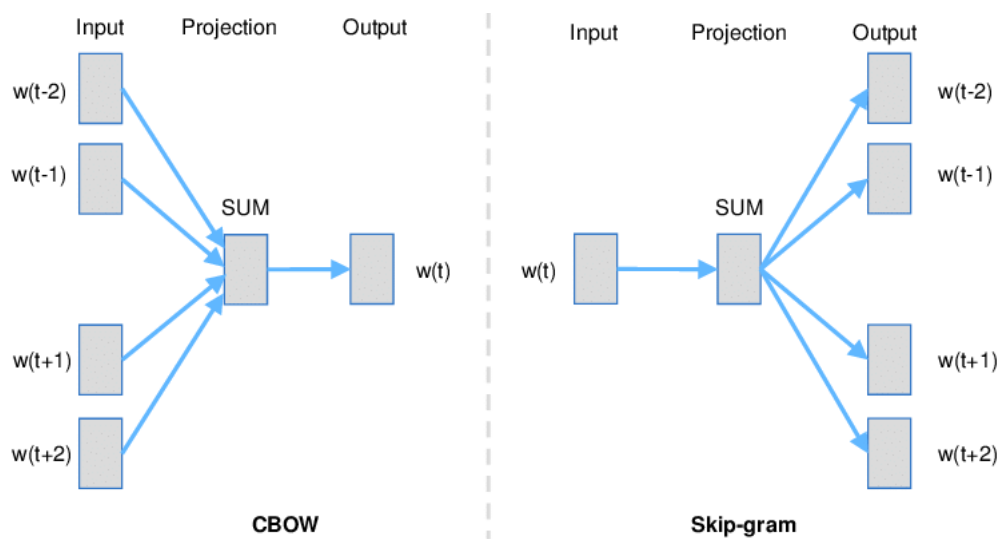 Input Projection Output
w(t-2)
w(t-1)
SUM
w(t)
w(t+1)
w(t+2)
CBOW
Input Projection Output
w(t-2)
w(t-1)
SUM
w(t)
w(t+1)
w(t+2)
Skip-gram